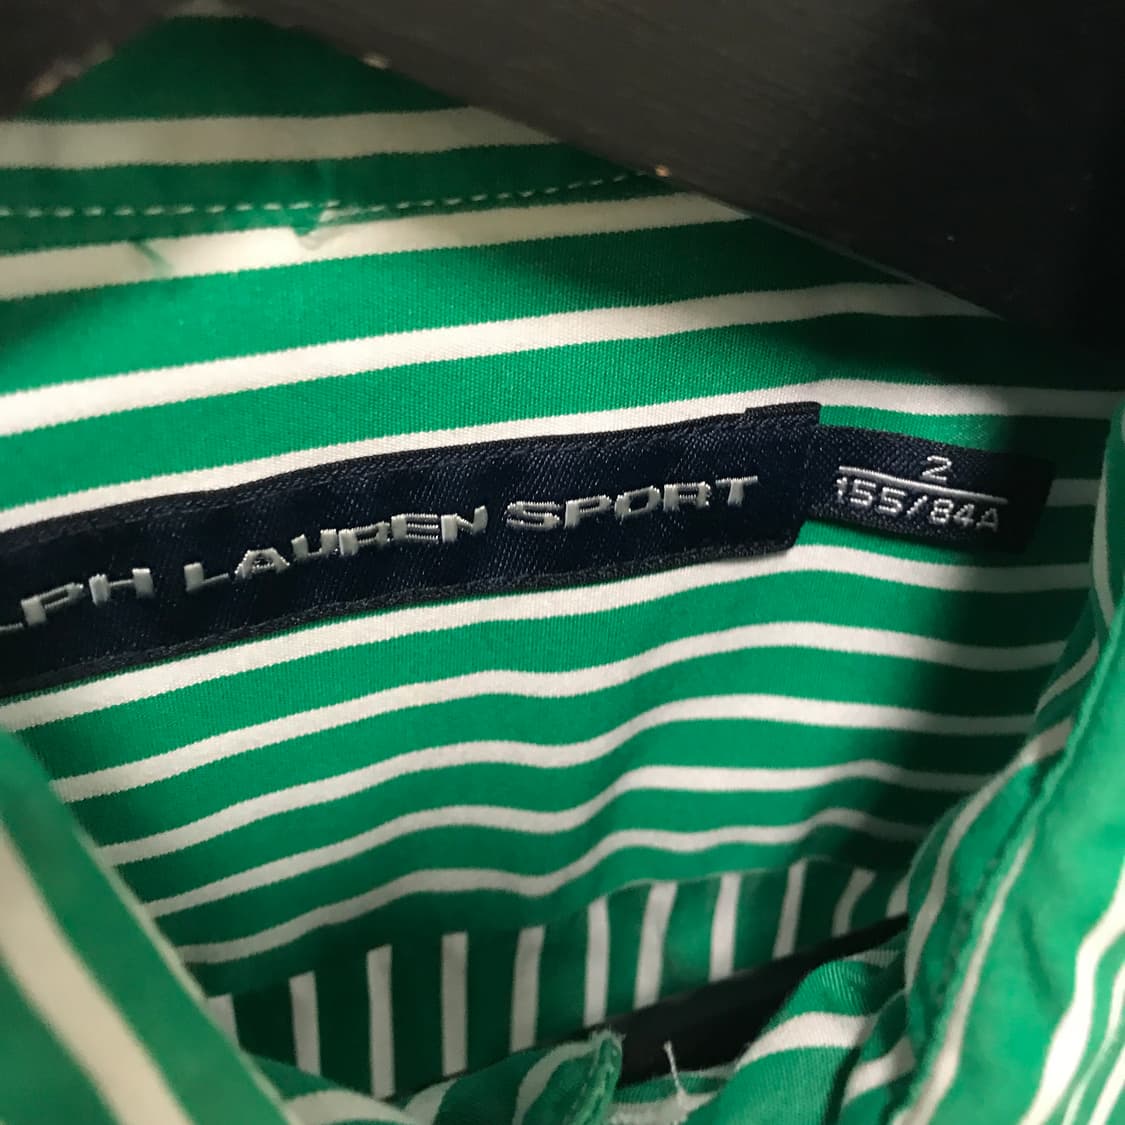 LPH LAUREN SPORT
2
155/84A